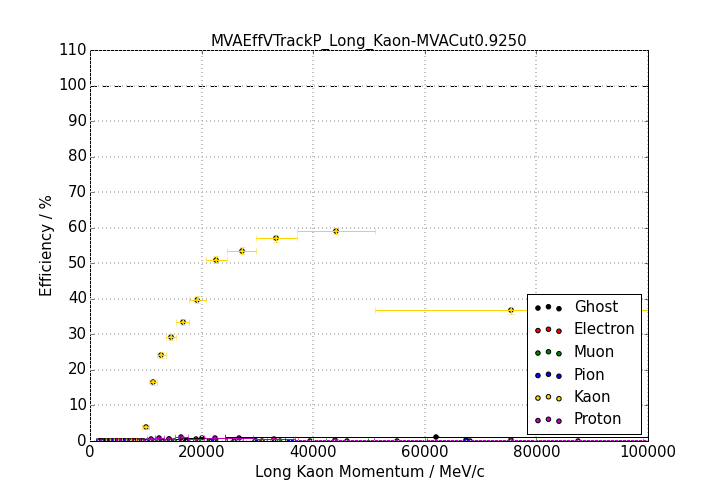 MVAEffVTrackP_Long_Kaon-MVACut0.9250
110
100
90
80
70
60
50
40
30
20
10
0
Efficiency / %
Ghost
Electron
Muon
Pion
Kaon
Proton
0 20000 40000 60000 80000 100000
Long Kaon Momentum / MeV/c